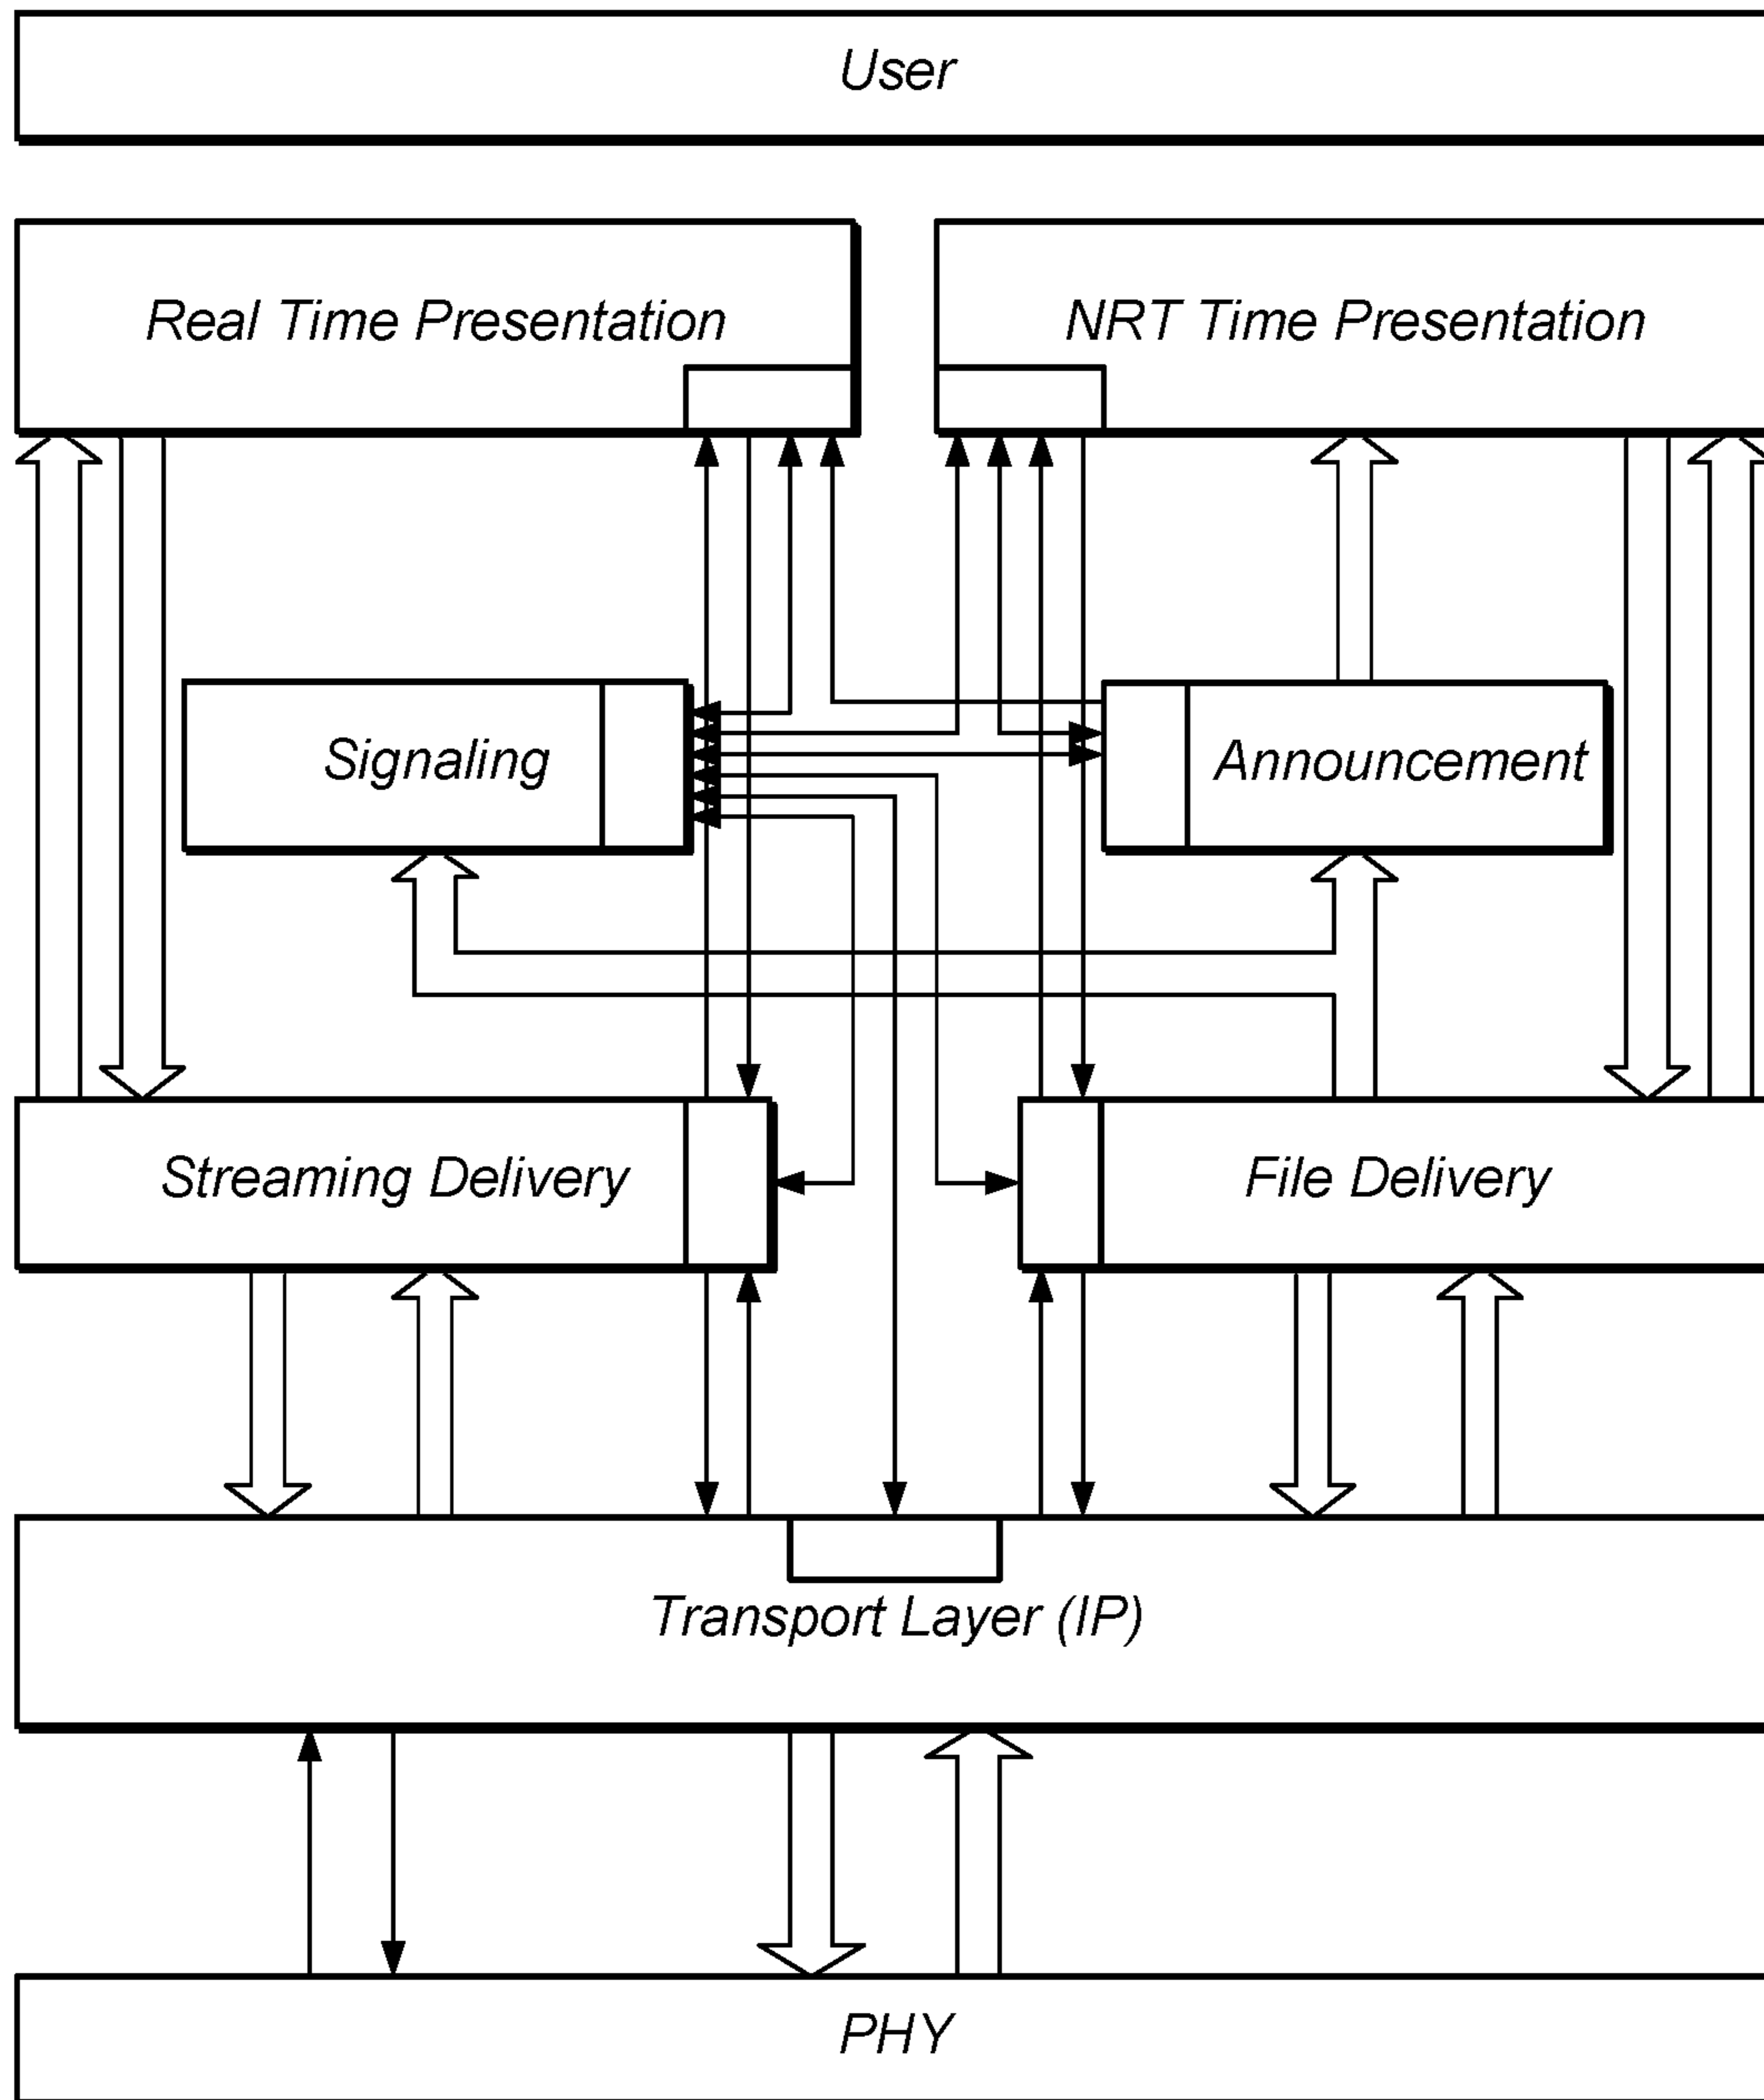 User
Real Time Presentation
NRT Time Presentation
Signaling
Announcement
Streaming Delivery
File Delivery
Transport Layer (IP)
PHY